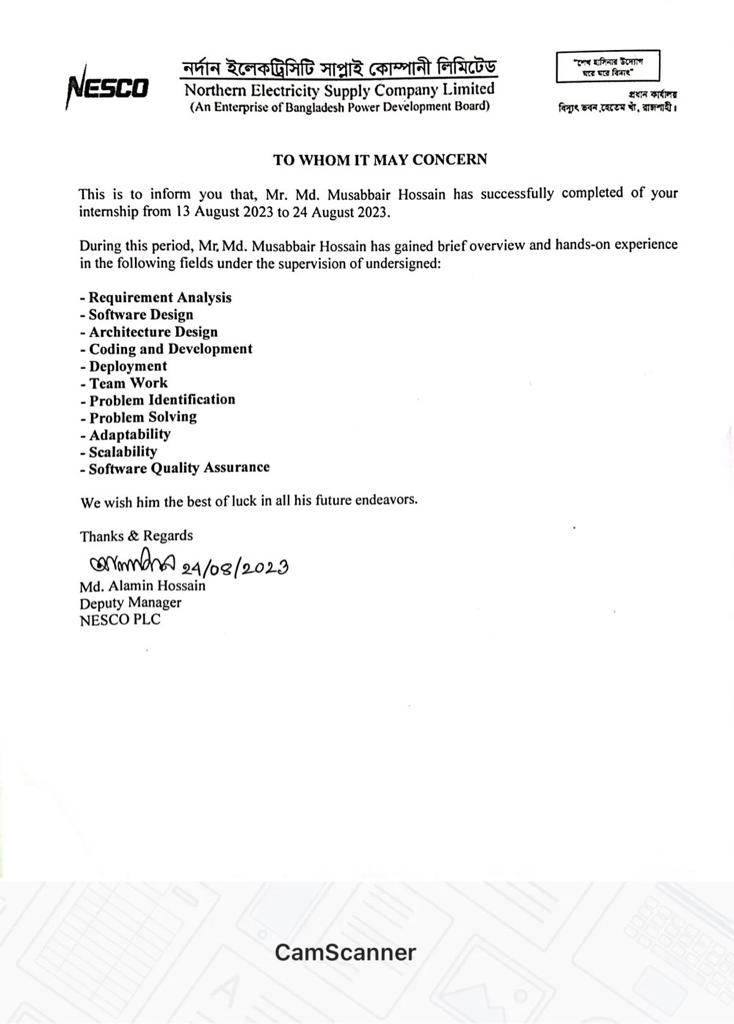 NESCO
নর্দান ইলেকট্রিসিটি সাপ্লাই কোম্পানী লিমিটেড
Northern Electricity Supply Company Limited
(An Enterprise of Bangladesh Power Development Board)
"শেখ হাসিনার উদ্যোগ
ঘরে ঘরে বিদ্যুৎ"
প্রধান কার্যালয়
বিদ্যুৎ ভবন,হেতেম খাঁ, রাজশাহী।
TO WHOM IT MAY CONCERN
This is to inform you that, Mr. Md. Musabbair Hossain has successfully completed of your
internship from 13 August 2023 to 24 August 2023.
During this period, Mr. Md. Musabbair Hossain has gained brief overview and hands-on experience
in the following fields under the supervision of undersigned:
- Requirement Analysis
- Software Design
- Architecture Design
- Coding and Development
- Deployment
- Team Work
- Problem Identification
- Problem Solving
- Adaptability
- Scalability
- Software Quality Assurance
We wish him the best of luck in all his future endeavors.
Thanks & Regards
24/08/2023
Md. Alamin Hossain
Deputy Manager
NESCO PLC
CamScanner